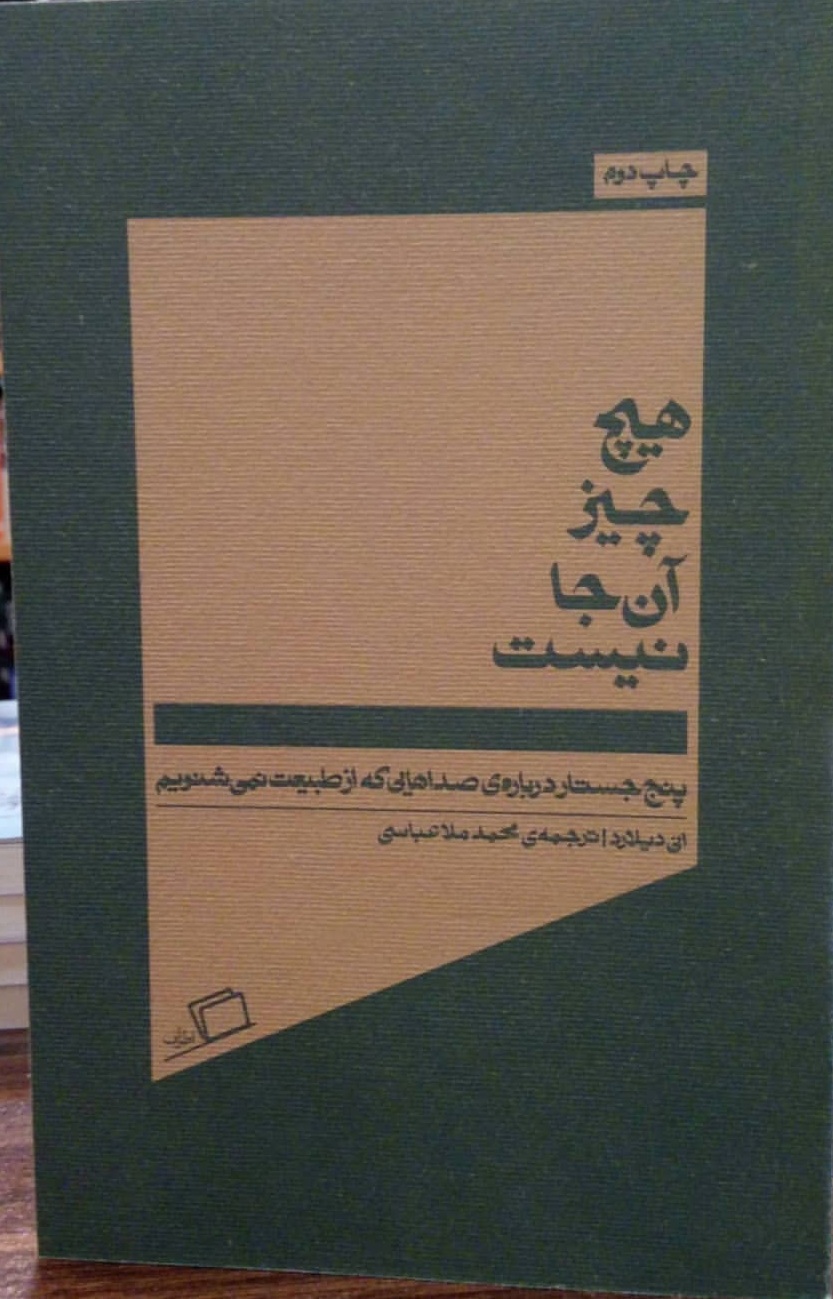 چاپ دوم
هیچ
چیز
آن جا
نیست
پنج جستار درباره‌ی صداهایی که از طبیعت نمی‌شنویم
انی دیلارد | ترجمه‌ی محمد ملاعباسی
اطراف